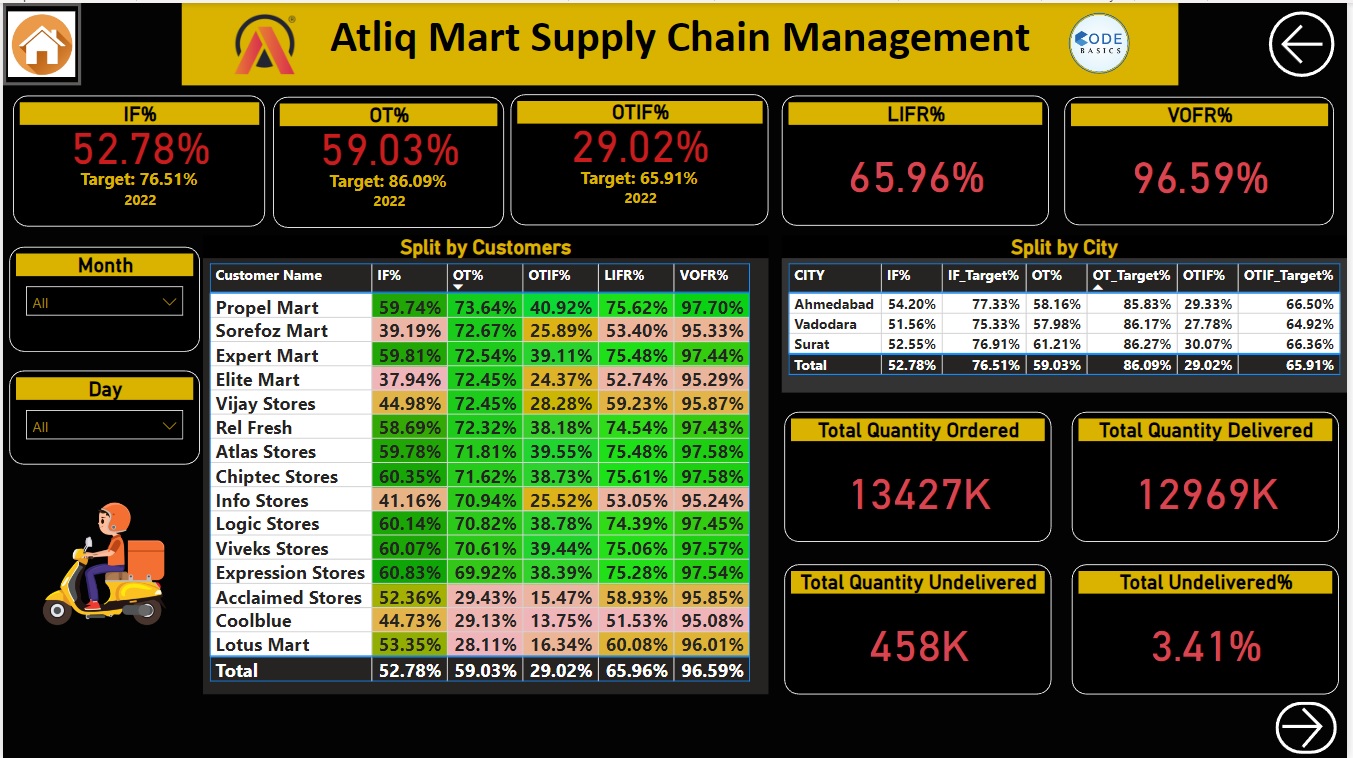 Atliq Mart Supply Chain Management
®
CODE
BASICS
IF%
52.78%
Target: 76.51%
2022
OT%
59.03%
Target: 86.09%
2022
OTIF%
29.02%
Target: 65.91%
2022
LIFR%
65.96%
VOFR%
96.59%
Month
All
Day
All
Split by Customers
Customer Name IF% OT% OTIF% LIFR% VOFR%
Propel Mart 59.74% 73.64% 40.92% 75.62% 97.70%
Sorefoz Mart 39.19% 72.67% 25.89% 53.40% 95.33%
Expert Mart 59.81% 72.54% 39.11% 75.48% 97.44%
Elite Mart 37.94% 72.45% 24.37% 52.74% 95.29%
Vijay Stores 44.98% 72.45% 28.28% 59.23% 95.87%
Rel Fresh 58.69% 72.32% 38.18% 74.54% 97.43%
Atlas Stores 59.78% 71.81% 39.55% 75.48% 97.58%
Chiptec Stores 60.35% 71.62% 38.73% 75.61% 97.58%
Info Stores 41.16% 70.94% 25.52% 53.05% 95.24%
Logic Stores 60.14% 70.82% 38.78% 74.39% 97.45%
Viveks Stores 60.07% 70.61% 39.44% 75.06% 97.57%
Expression Stores 60.83% 69.92% 38.39% 75.28% 97.54%
Acclaimed Stores 52.36% 29.43% 15.47% 58.93% 95.85%
Coolblue 44.73% 29.13% 13.75% 51.53% 95.08%
Lotus Mart 53.35% 28.11% 16.34% 60.08% 96.01%
Total 52.78% 59.03% 29.02% 65.96% 96.59%
Split by City
CITY IF% IF_Target% OT% OT_Target% OTIF% OTIF_Target%
Ahmedabad 54.20% 77.33% 58.16% 85.83% 29.33% 66.50%
Vadodara 51.56% 75.33% 57.98% 86.17% 27.78% 64.92%
Surat 52.55% 76.91% 61.21% 86.27% 30.07% 66.36%
Total 52.78% 76.51% 59.03% 86.09% 29.02% 65.91%
Total Quantity Ordered
13427K
Total Quantity Delivered
12969K
Total Quantity Undelivered
458K
Total Undelivered%
3.41%